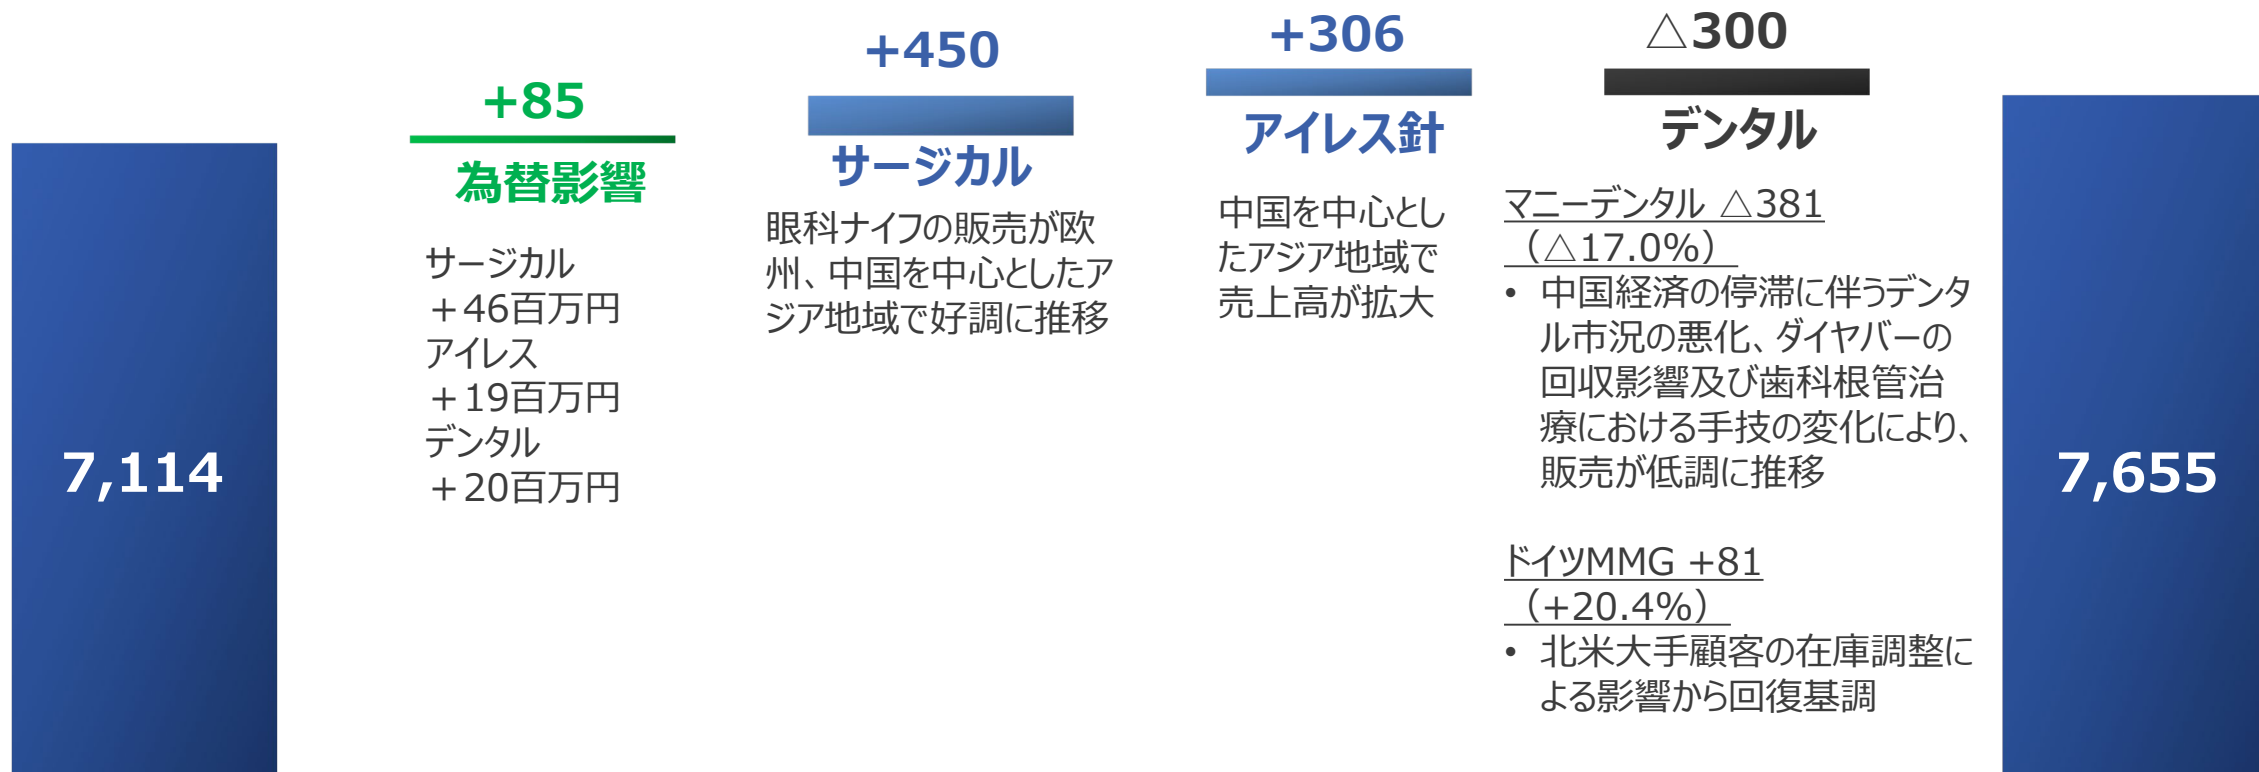 7,114
+85
為替影響
サージカル
＋46百万円
アイレス
＋19百万円
デンタル
＋20百万円
+450
サージカル
眼科ナイフの販売が欧
州、中国を中心としたア
ジア地域で好調に推移
+306
アイレス針
中国を中心とし
たアジア地域で
売上高が拡大
△300
デンタル
マニーデンタル △381
（△17.0%）
• 中国経済の停滞に伴うデンタ
ル市況の悪化、ダイヤバーの
回収影響及び歯科根管治
療における手技の変化により、
販売が低調に推移
ドイツMMG +81
（+20.4%）
• 北米大手顧客の在庫調整に
よる影響から回復基調
7,655